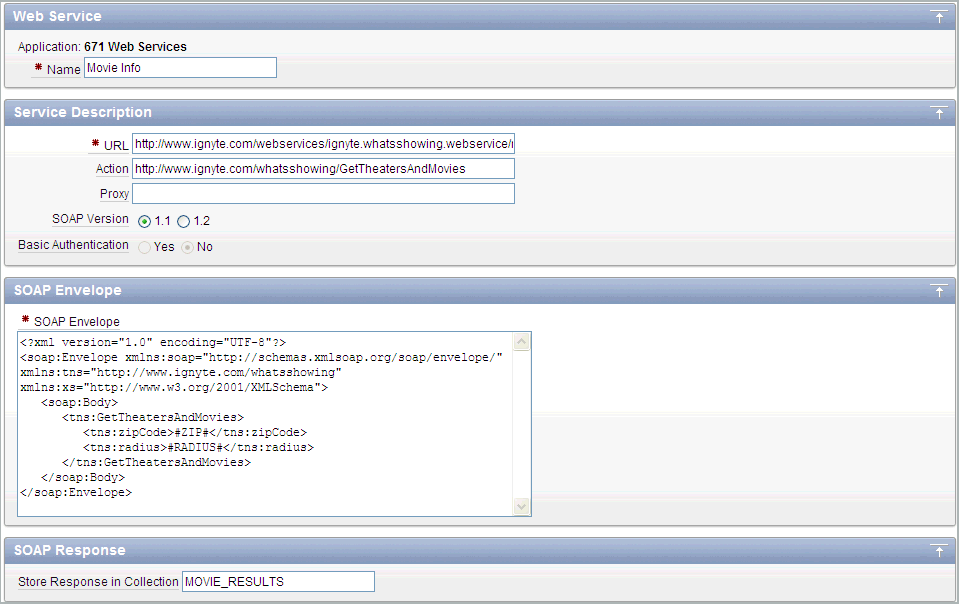 Web Service
Application: 671 Web Services
* Name Movie Info
Service Description
* URL http://www.ignyte.com/webservices/ignyte.whatsshowing.webservice/
Action http://www.ignyte.com/whatsshowing/GetTheatersAndMovies
Proxy
SOAP Version 1.1 1.2
Basic Authentication Yes No
SOAP Envelope
* SOAP Envelope
<?xml version="1.0" encoding="UTF-8"?>
<soap:Envelope xmlns:soap="http://schemas.xmlsoap.org/soap/envelope/"
xmlns:tns="http://www.ignyte.com/whatsshowing"
xmlns:xs="http://www.w3.org/2001/XMLSchema">
<soap:Body>
<tns:GetTheatersAndMovies>
<tns:zipCode>#ZIP#</tns:zipCode>
<tns:radius>#RADIUS#</tns:radius>
</tns:GetTheatersAndMovies>
</soap:Body>
</soap:Envelope>
SOAP Response
Store Response in Collection MOVIE_RESULTS